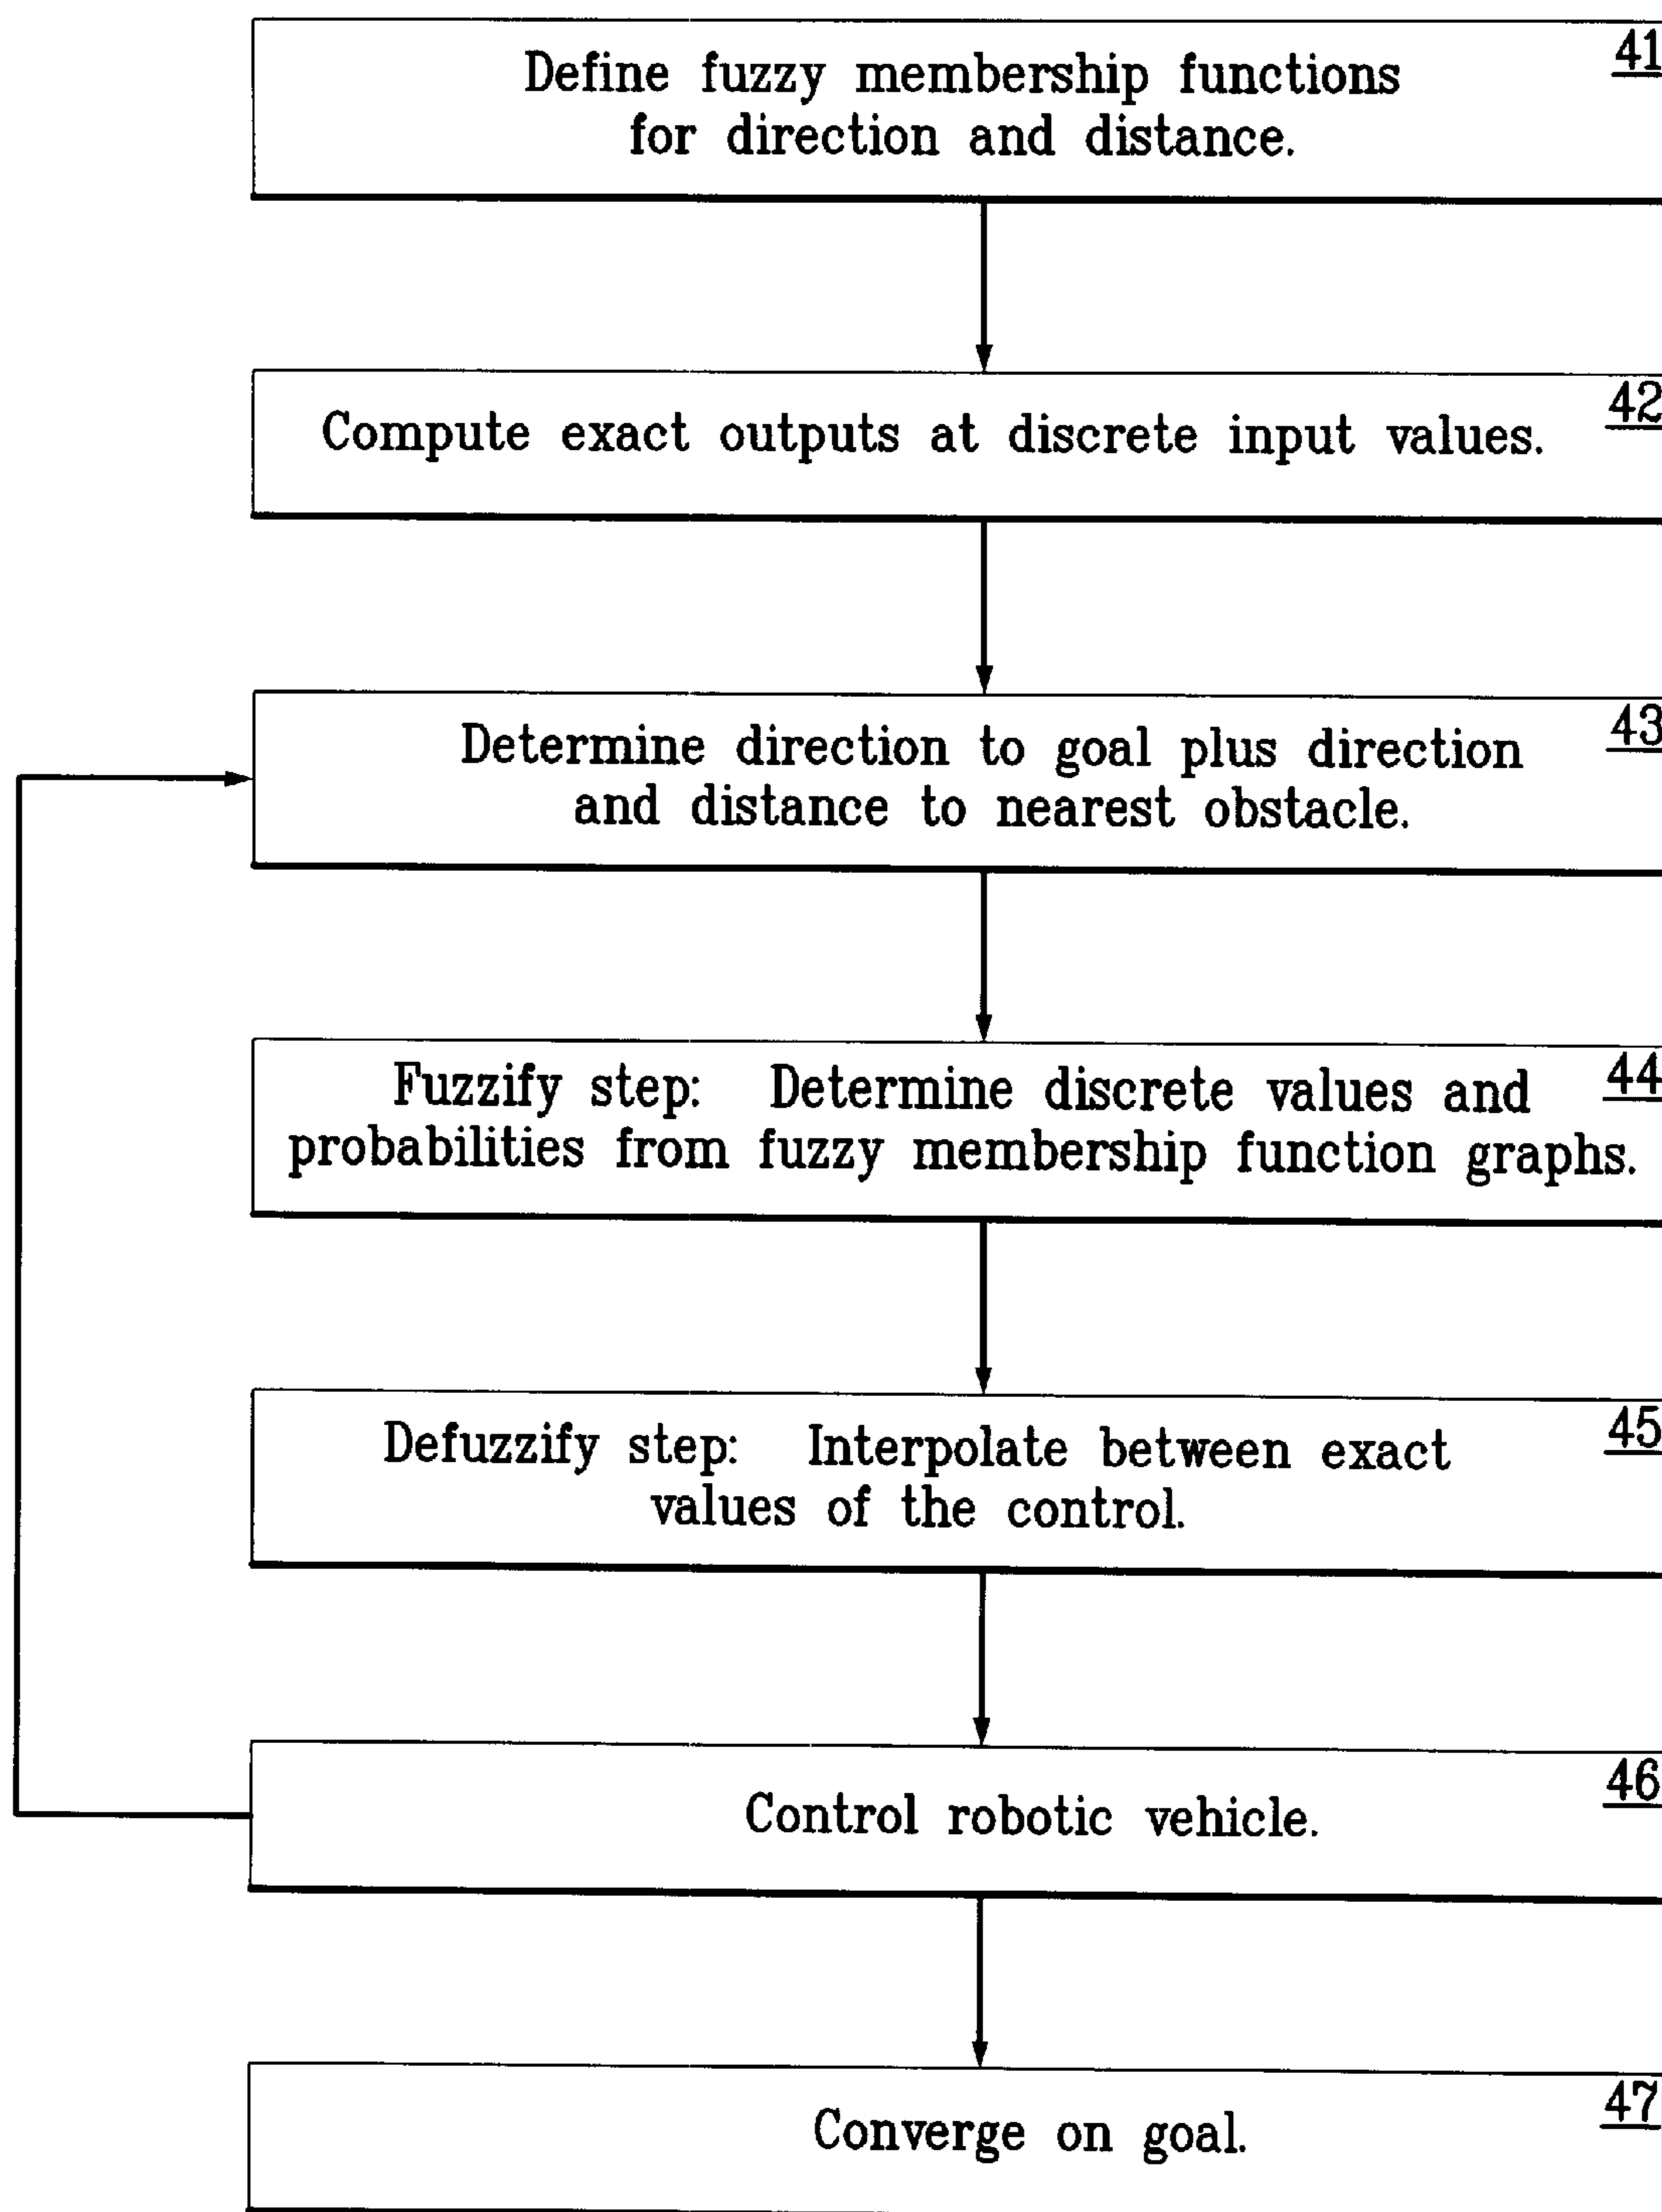 41
Define fuzzy membership functions
for direction and distance.
42
Compute exact outputs at discrete input values.
43
Determine direction to goal plus direction
and distance to nearest obstacle.
44
Fuzzify step: Determine discrete values and
probabilities from fuzzy membership function graphs.
45
Defuzzify step: Interpolate between exact
values of the control.
46
Control robotic vehicle.
47
Converge on goal.